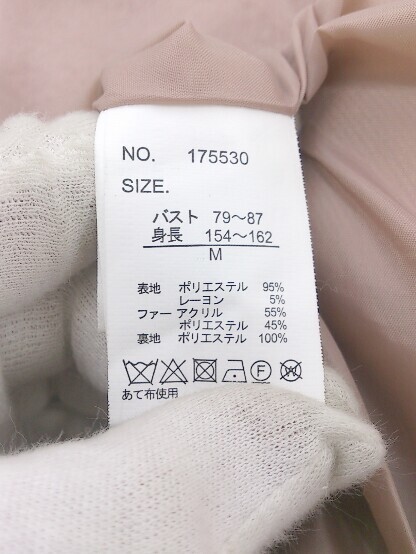 NO. 175530
SIZE.
バスト 79～87
身長 154～162
M
表地 ポリエステル 95%
レーヨン 5%
ファー アクリル 55%
ポリエステル 45%
裏地 ポリエステル 100%
F W
あて布使用